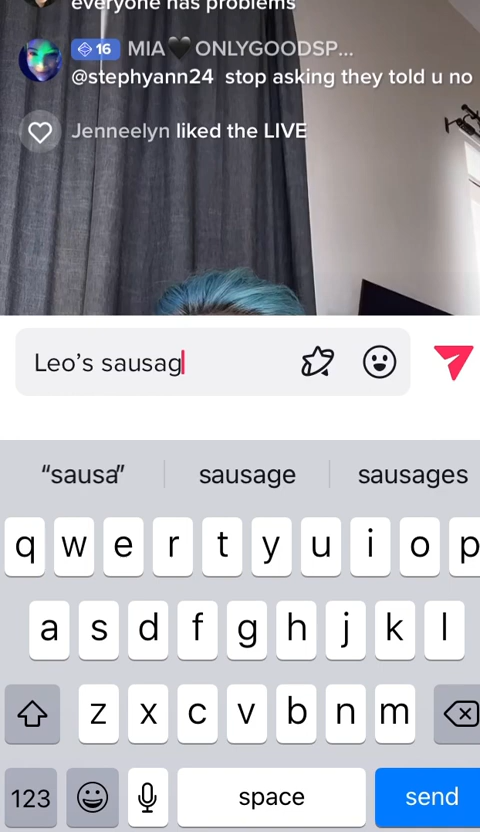 everyone has problems
16 MIA🖤ONLYGOODSP...
@stephyann24 stop asking they told u no
Jenneelyn liked the LIVE
Leo’s sausag
“sausa” sausage sausages
q w e r t y u i o p
a s d f g h j k l
z x c v b n m
123 space send